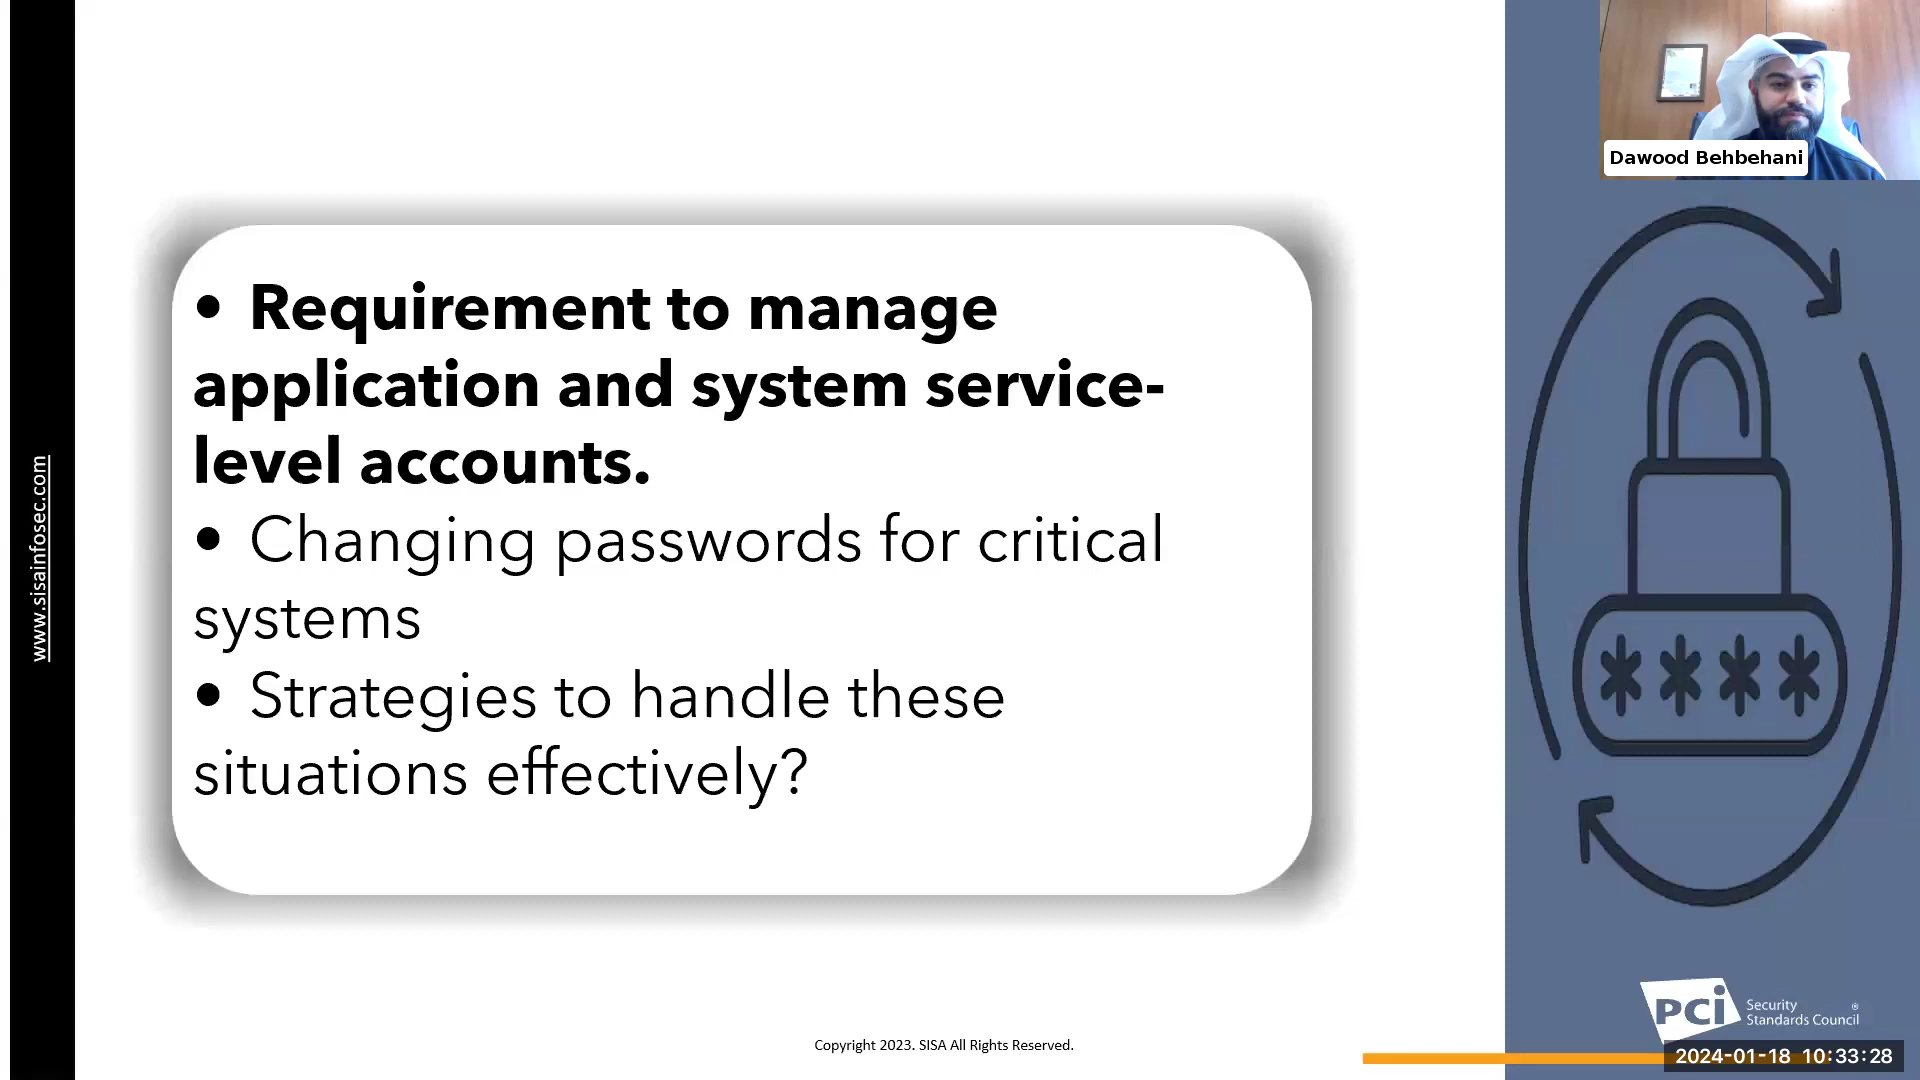 Dawood Behbehani
• Requirement to manage
application and system service-
level accounts.
• Changing passwords for critical
systems
• Strategies to handle these
situations effectively?
www.sisainfosec.com
****
PCi Security ®
Standards Council
Copyright 2023. SISA All Rights Reserved.
2024-01-18 10:33:28